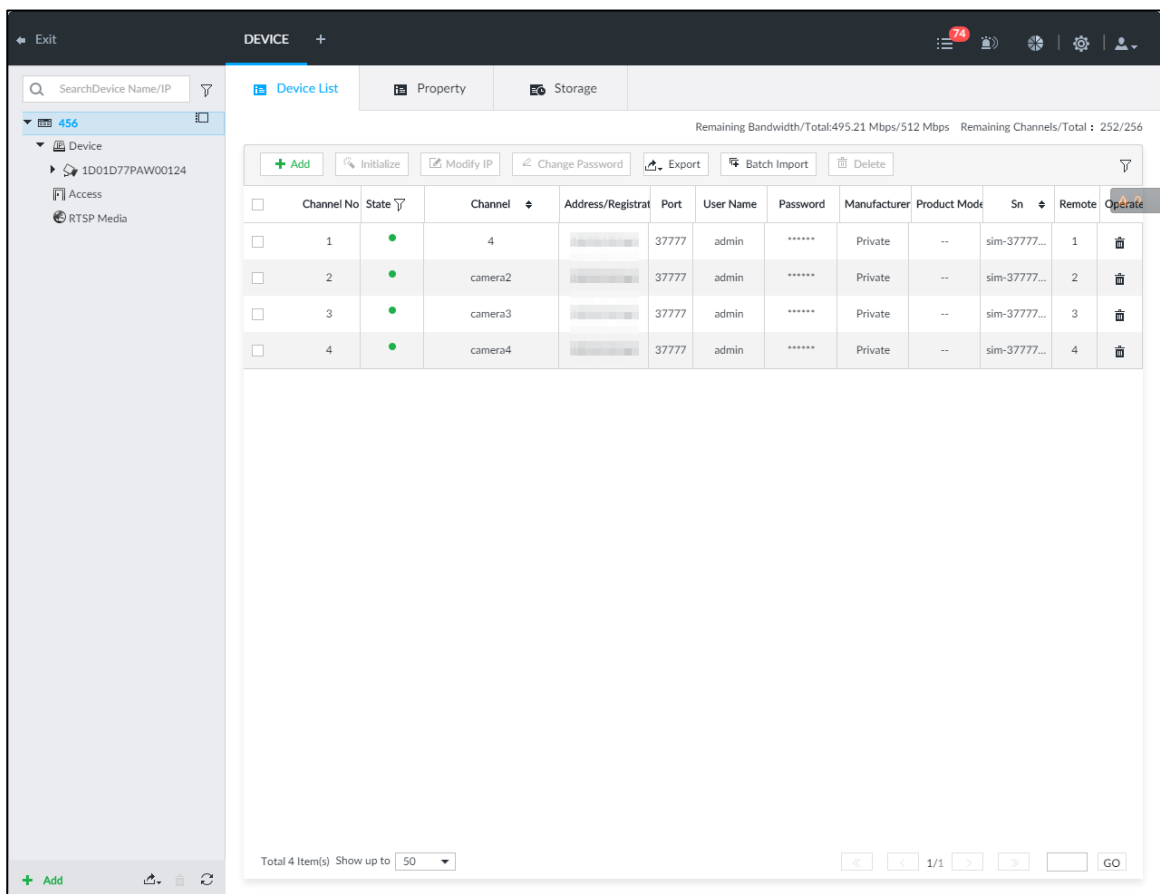 Exit
DEVICE +
74
SearchDevice Name/IP
Device List Property Storage
456
Device
1D01D77PAW00124
Access
RTSP Media
Remaining Bandwidth/Total:495.21 Mbps/512 Mbps Remaining Channels/Total : 252/256
+ Add Initialize Modify IP Change Password Export Batch Import Delete
Channel No State Channel Address/Registrat Port User Name Password Manufacturer Product Mode Sn Remote Operate
1 4 37777 admin ****** Private -- sim-37777... 1
2 camera2 37777 admin ****** Private -- sim-37777... 2
3 camera3 37777 admin ****** Private -- sim-37777... 3
4 camera4 37777 admin ****** Private -- sim-37777... 4
Total 4 Item(s) Show up to 50
« < 1/1 > » GO
+ Add